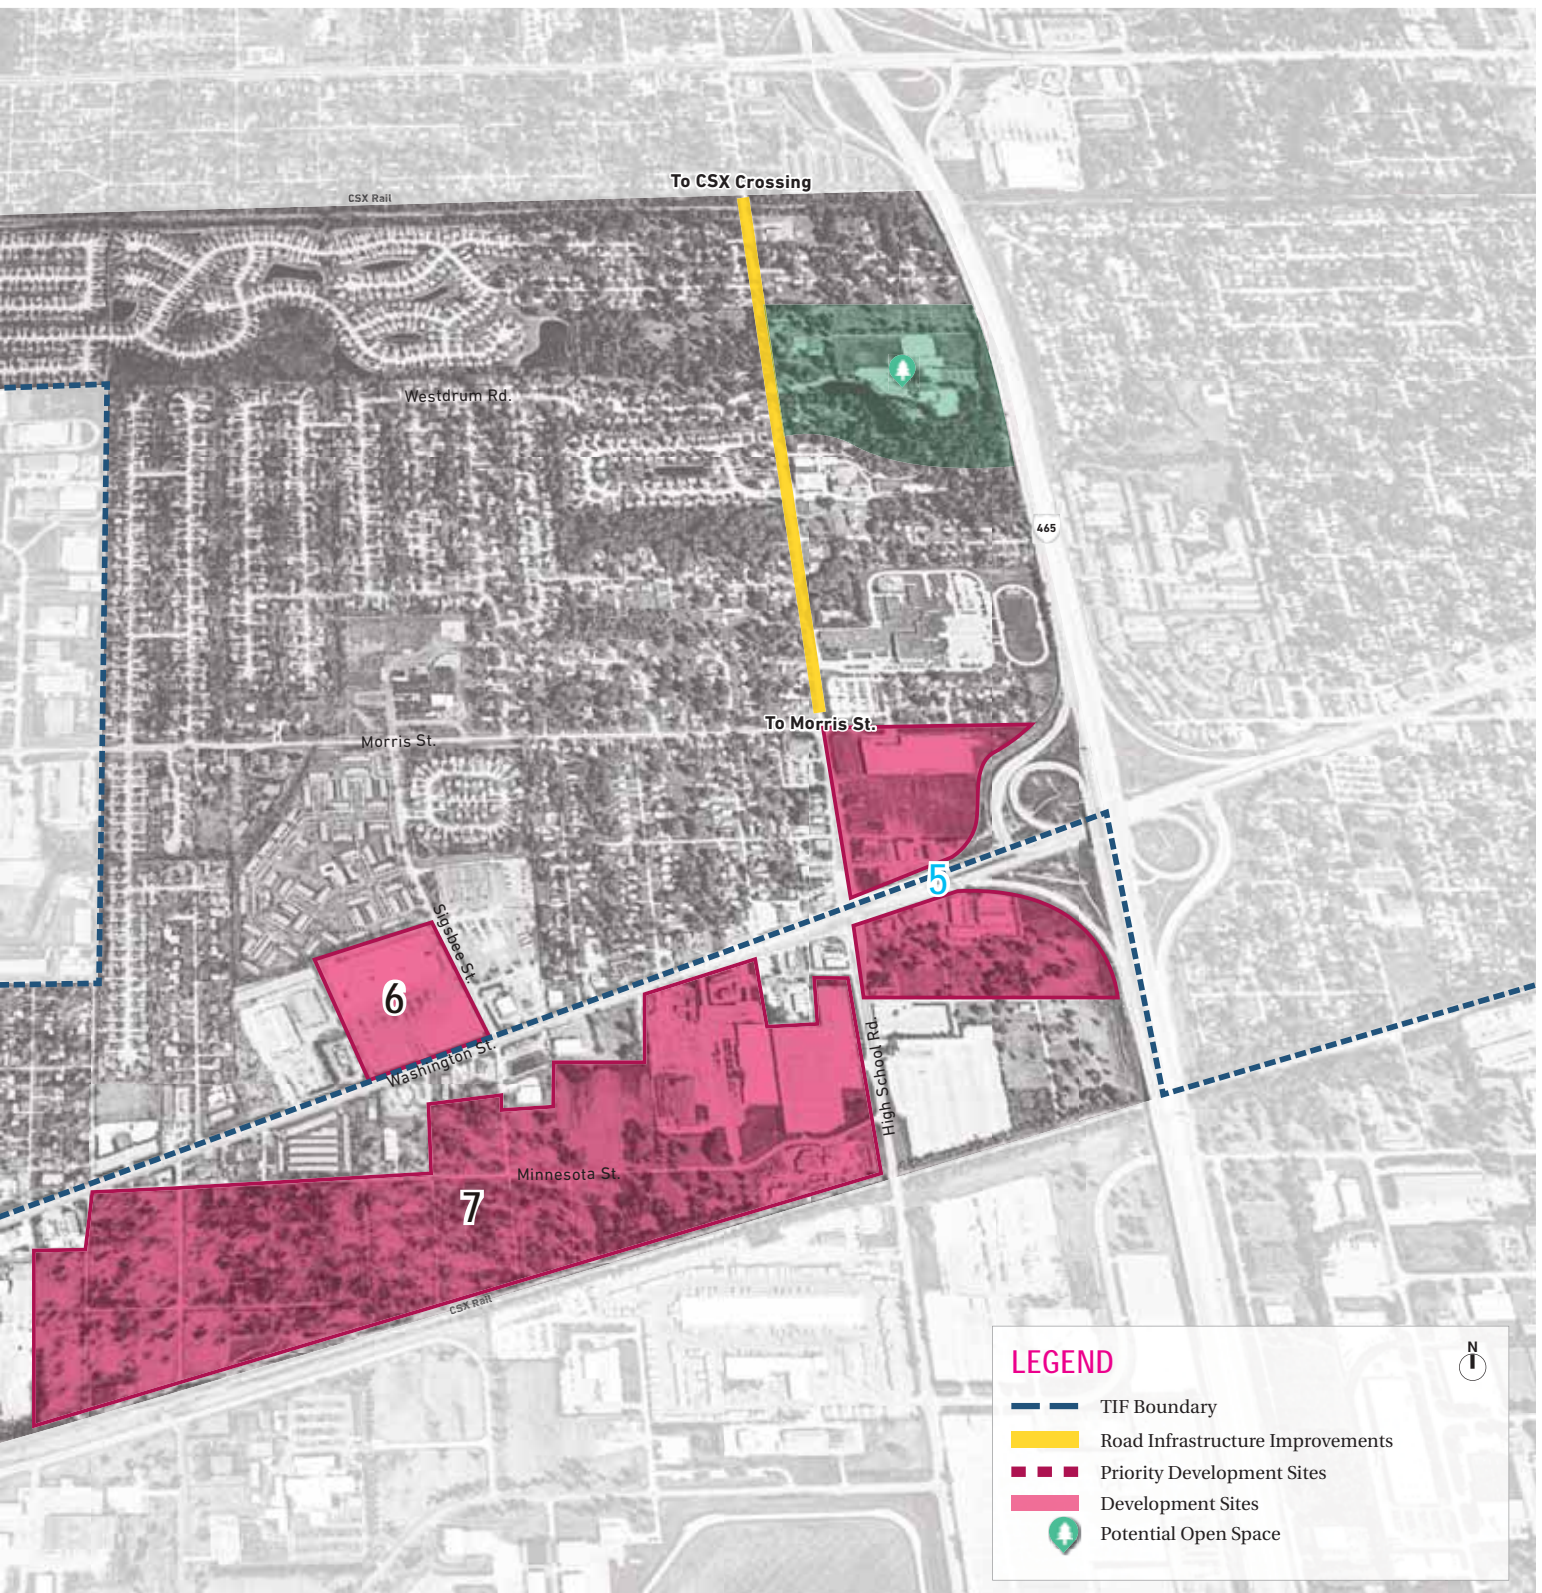 To CSX Crossing
CSX Rail
Westdrum Rd.
465
To Morris St.
Morris St.
5
Sigsbee St.
6
Washington St.
High School Rd.
Minnesota St.
7
CSX Rail
LEGEND
N
TIF Boundary
Road Infrastructure Improvements
Priority Development Sites
Development Sites
Potential Open Space